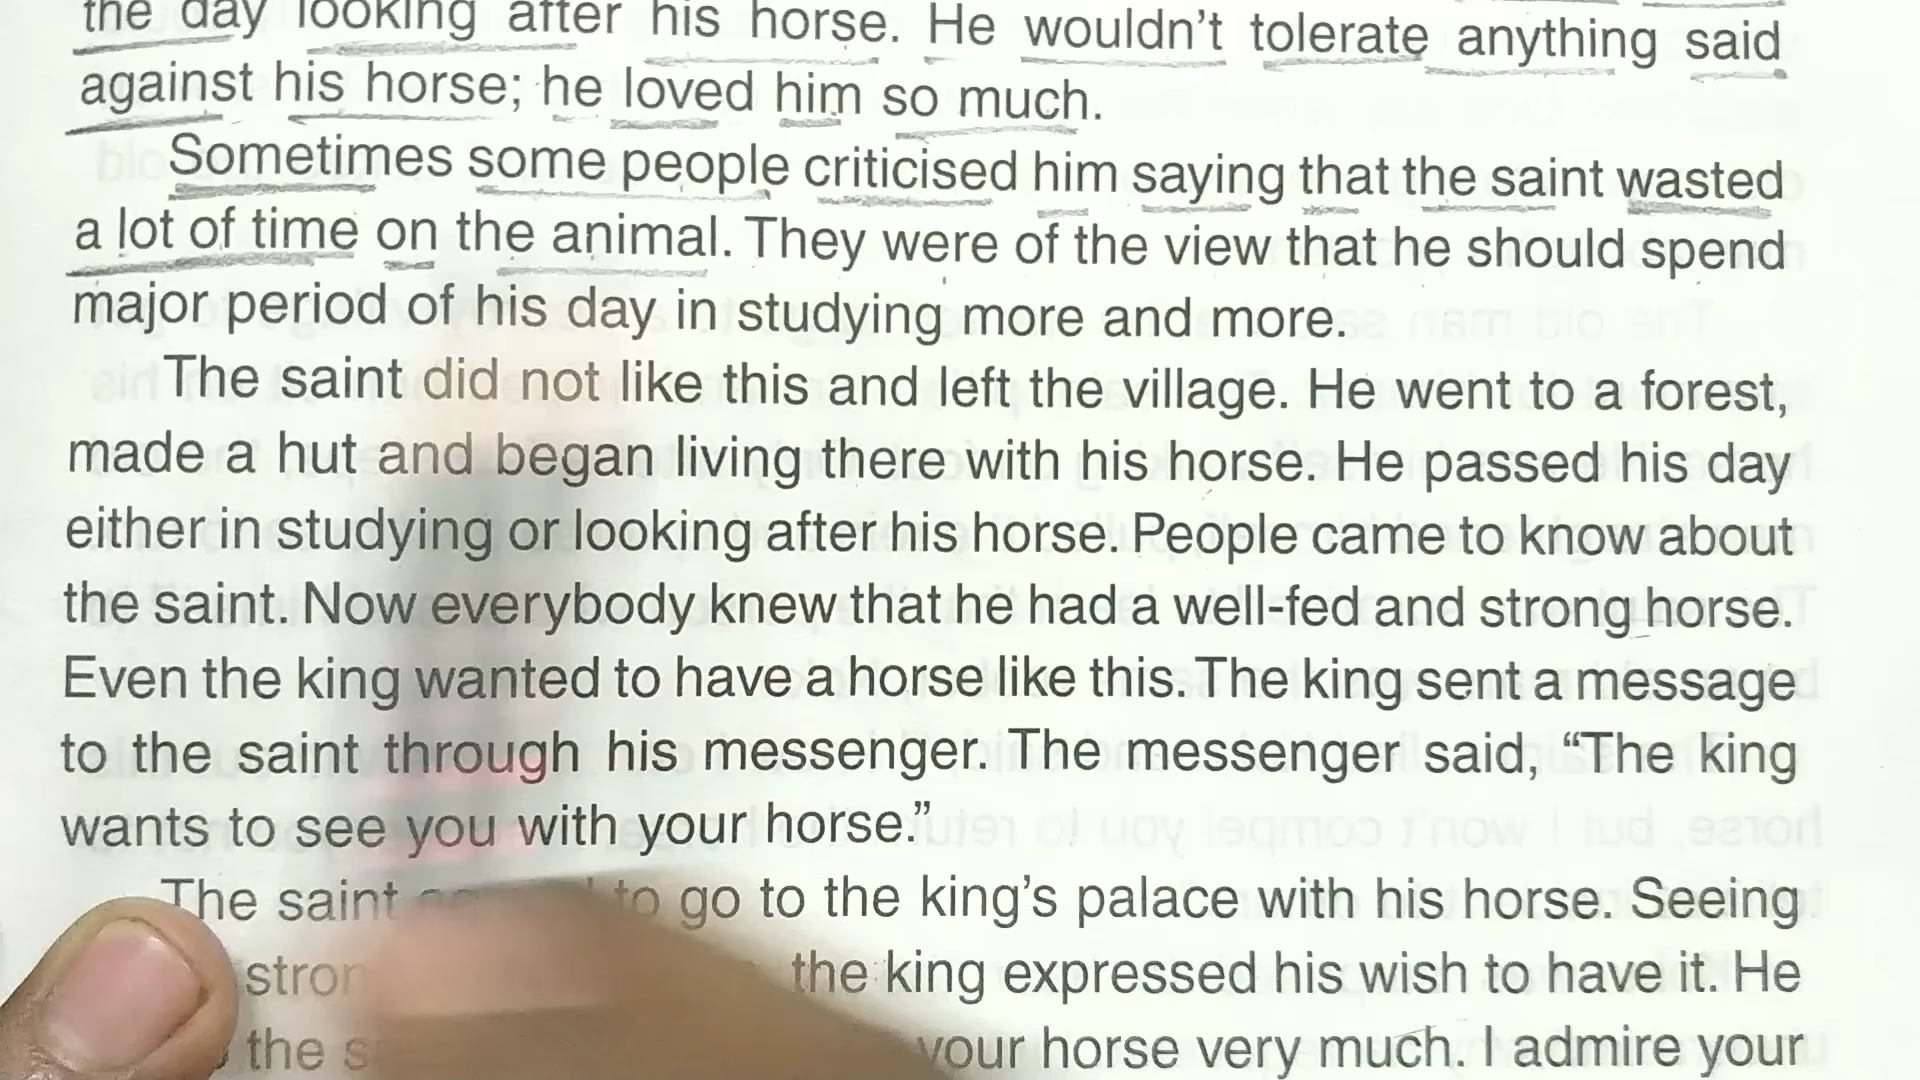 the day looking after his horse. He wouldn't tolerate anything said
against his horse; he loved him so much.
Sometimes some people criticised him saying that the saint wasted
a lot of time on the animal. They were of the view that he should spend
major period of his day in studying more and more.
The saint did not like this and left the village. He went to a forest,
made a hut and began living there with his horse. He passed his day
either in studying or looking after his horse. People came to know about
the saint. Now everybody knew that he had a well-fed and strong horse.
Even the king wanted to have a horse like this. The king sent a message
to the saint through his messenger. The messenger said, “The king
wants to see you with your horse.”
The saint to go to the king’s palace with his horse. Seeing
the king expressed his wish to have it. He
the your horse very much. I admire your